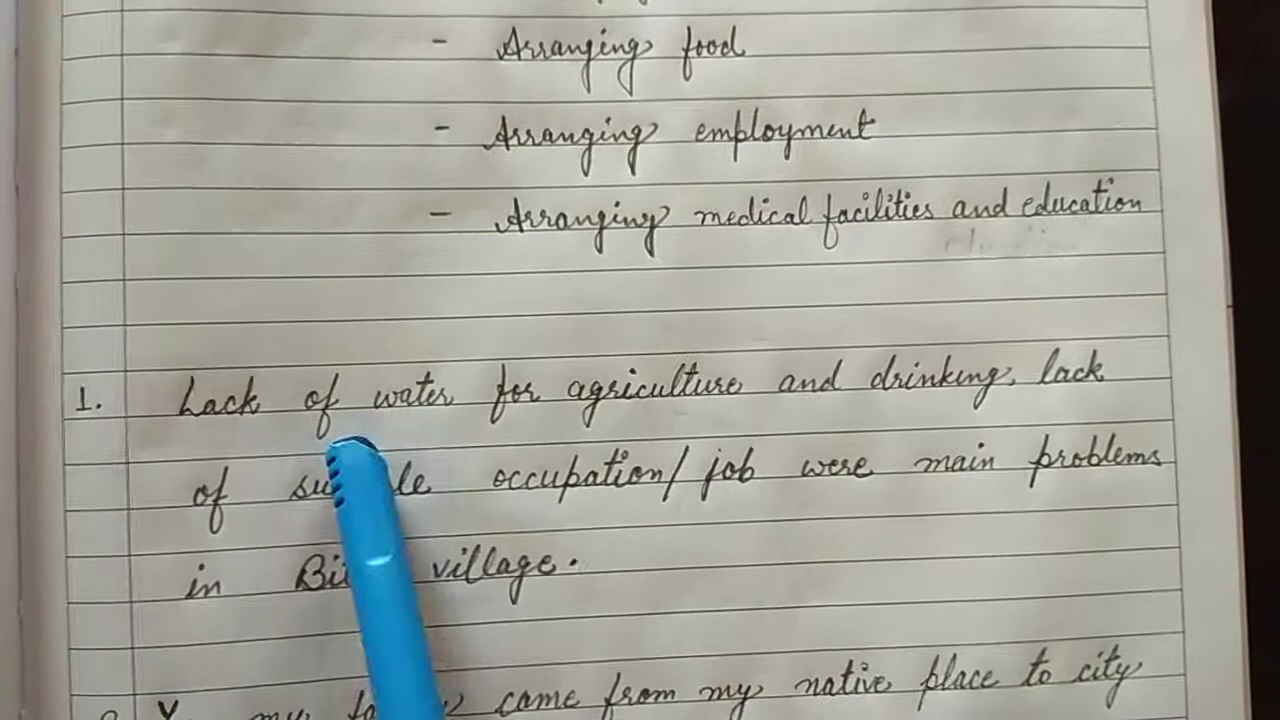 - Arranging food
- Arranging employment
- Arranging medical facilities and education
1. Lack of water for agriculture and drinking, lack
of occupation/job were main problems
in village.
my came from my native place to city